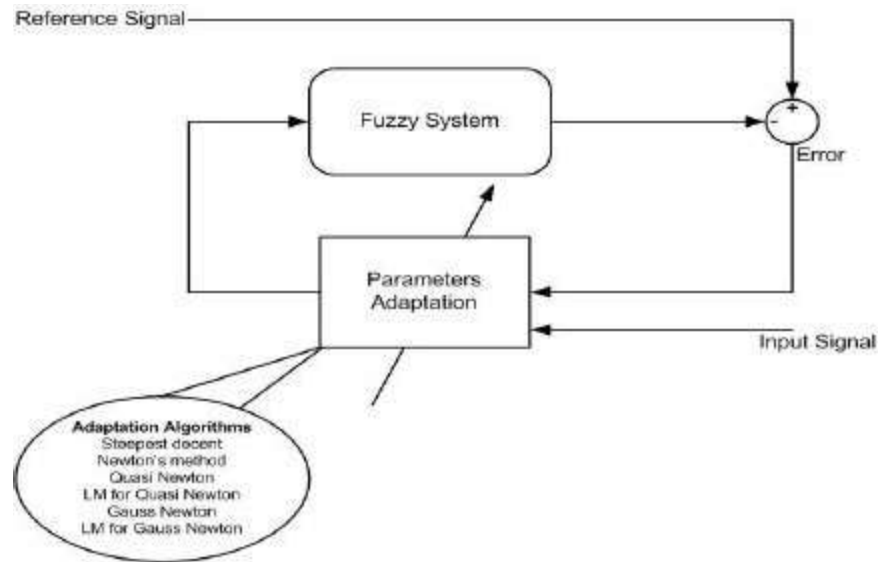 Reference Signal
Fuzzy System
+
-
Error
Parameters
Adaptation
Input Signal
Adaptation Algorithms
Steepest decent
Newton's method
Quasi Newton
LM for Quasi Newton
Gauss Newton
LM for Gauss Newton